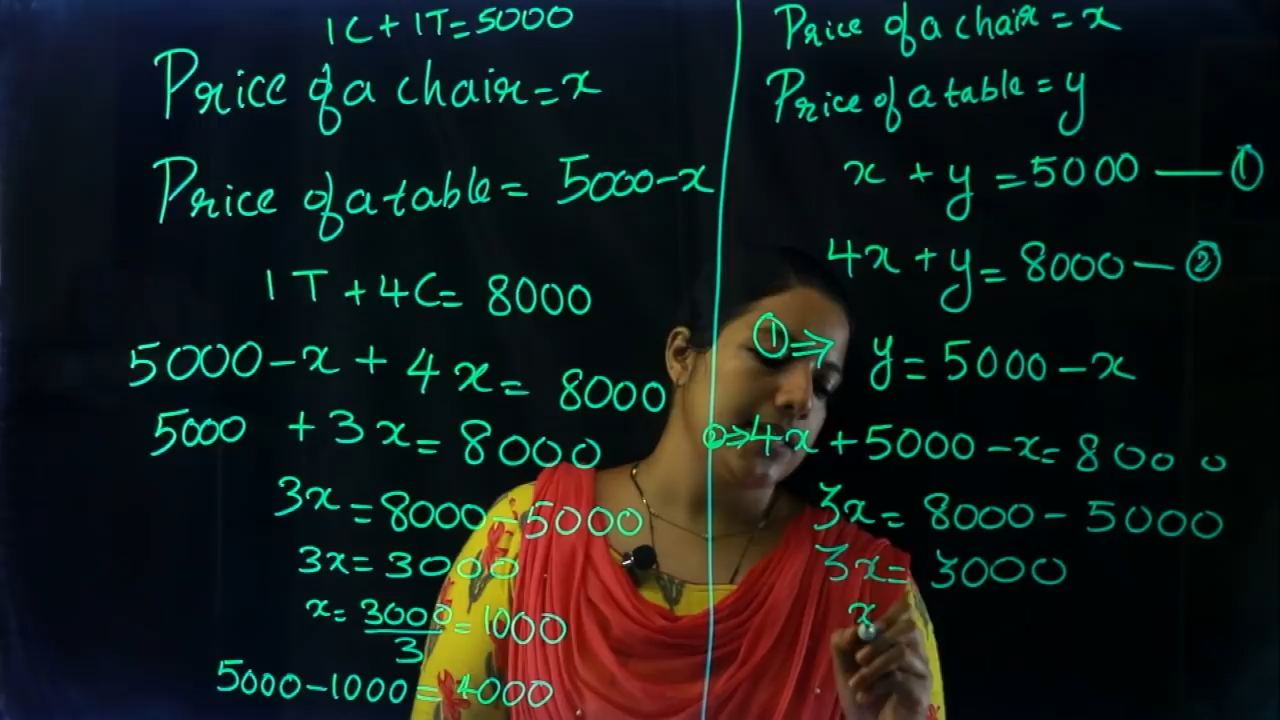 1C + 1T = 5000
Price of a chair = x
Price of a table = 5000 - x
1T + 4C = 8000
5000 - x + 4x = 8000
5000 + 3x = 8000
3x = 8000 - 5000
3x = 3000
x = 3000/3 = 1000
5000 - 1000 = 4000
Price of a chair = x
Price of a table = y
x + y = 5000 — ①
4x + y = 8000 — ②
① ⇒ y = 5000 - x
② ⇒ 4x + 5000 - x = 8000
3x = 8000 - 5000
3x = 3000
x